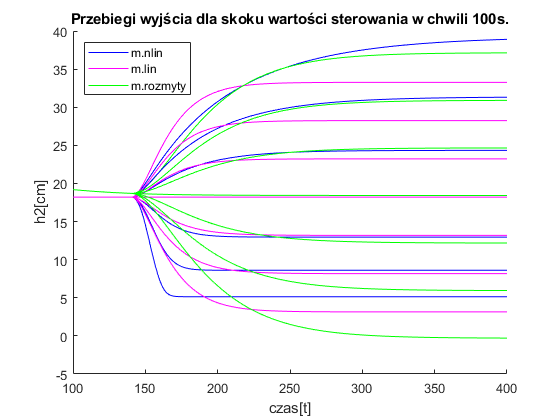 Przebiegi wyjścia dla skoku wartości sterowania w chwili 100s.
40
35
30
25
20
15
10
5
0
-5
h2[cm]
m.nlin
m.lin
m.rozmyty
100
150
200
250
300
350
400
czas[t]